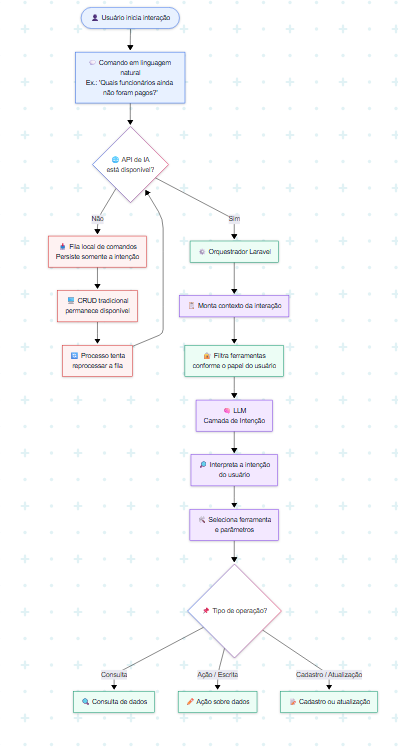 Usuário inicia interação
Comando em linguagem
natural
Ex.: 'Quais funcionários ainda
não foram pagos?'
API de IA
está disponível?
Não
Sim
Fila local de comandos
Persiste somente a intenção
Orquestrador Laravel
CRUD tradicional
permanece disponível
Monta contexto da interação
Processo tenta
reprocessar a fila
Filtra ferramentas
conforme o papel do usuário
LLM
Camada de Intenção
Interpreta a intenção
do usuário
Seleciona ferramenta
e parâmetros
Tipo de operação?
Consulta
Ação / Escrita
Cadastro / Atualização
Consulta de dados
Ação sobre dados
Cadastro ou atualização